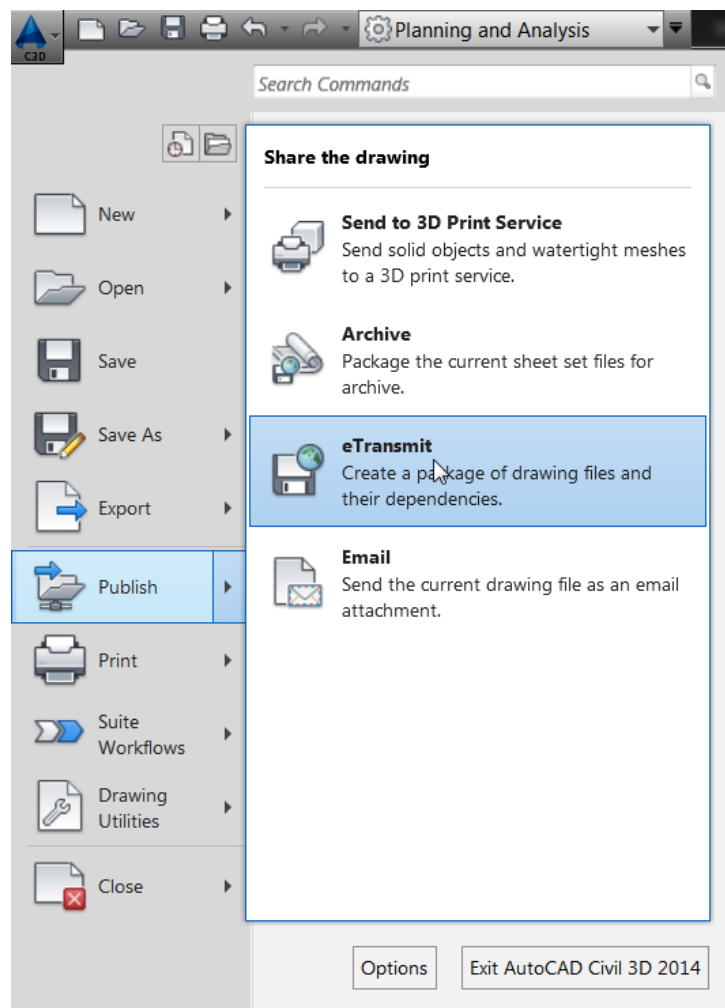 Planning and Analysis
C3D
Search Commands
Share the drawing
New
Open
Save
Save As
Export
Publish
Print
Suite
Workflows
Drawing
Utilities
Close
Send to 3D Print Service
Send solid objects and watertight meshes
to a 3D print service.
Archive
Package the current sheet set files for
archive.
eTransmit
Create a package of drawing files and
their dependencies.
Email
Send the current drawing file as an email
attachment.
Options
Exit AutoCAD Civil 3D 2014